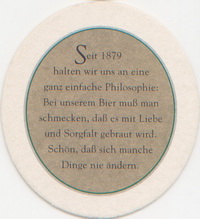 Seit 1879
halten wir uns an eine
ganz einfache Philosophie:
Bei unserem Bier muß man
schmecken, daß es mit Liebe
und Sorgfalt gebraut wird.
Schön, daß sich manche
Dinge nie ändern.